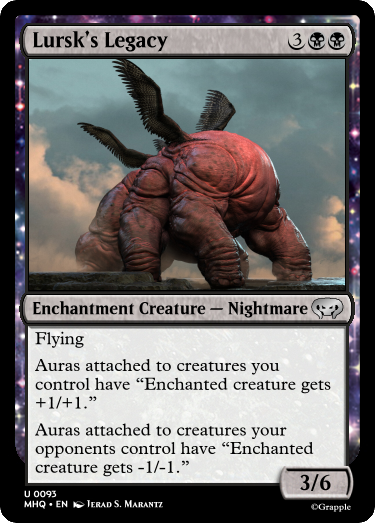 Lursk's Legacy 3
Enchantment Creature — Nightmare
Flying
Auras attached to creatures you
control have “Enchanted creature gets
+1/+1.”
Auras attached to creatures your
opponents control have “Enchanted
creature gets -1/-1.”
3/6
U 0093
MHQ • EN Jerad S. Marantz
©Grapple